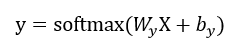 y = softmax(W_y X + b_y)